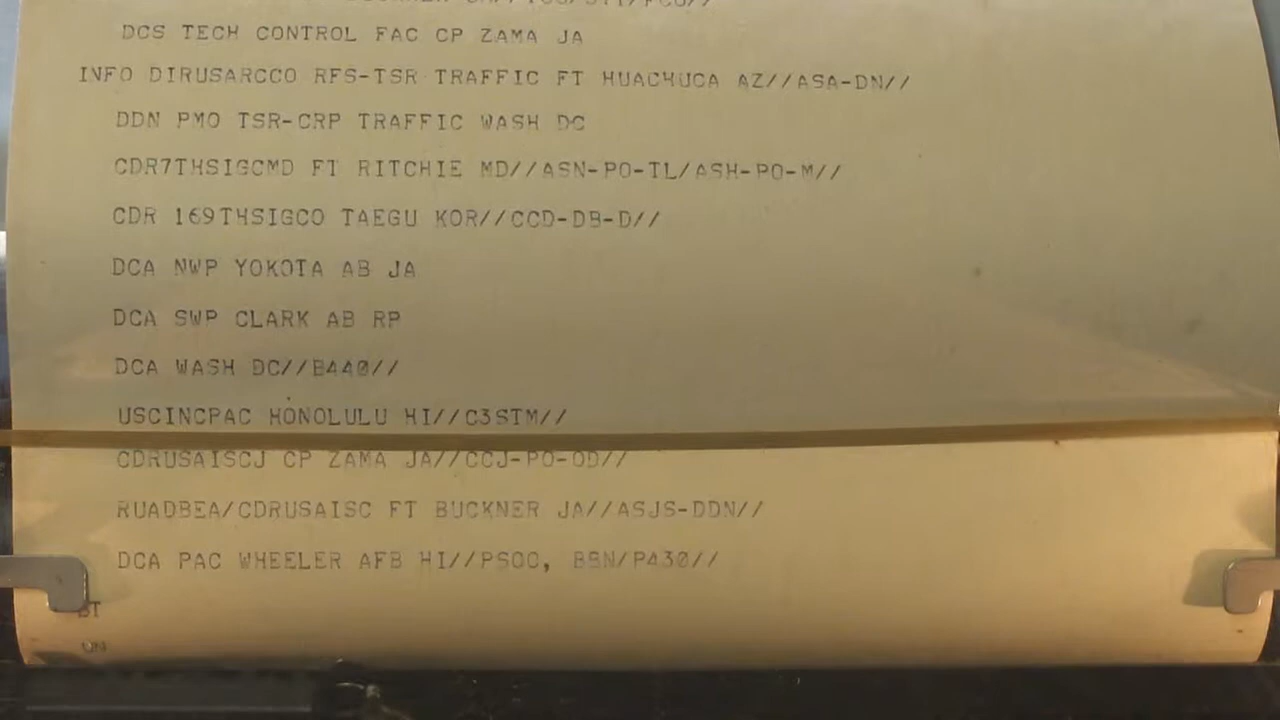 DCS TECH CONTROL FAC CP ZAMA JA
INFO DIRUSARCCO RFS-TSR TRAFFIC FT HUACHUCA AZ//ASA-DN//
DDN PMO TSR-CRP TRAFFIC WASH DC
CDR7THSIGCMD FT RITCHIE MD//ASN-PO-TL/ASH-PO-M//
CDR 169THSIGCO TAEGU KOR//CCD-DB-D//
DCA NWP YOKOTA AB JA
DCA SWP CLARK AB RP
DCA WASH DC//B440//
USCINCPAC HONOLULU HI//C3STM//
CDRUSAISCJ CP ZAMA JA//CCJ-PO-OD//
RUADBEA/CDRUSAISC FT BUCKNER JA//ASJS-DDN//
DCA PAC WHEELER AFB HI//PSOC, BSN/P430//
BT
UN